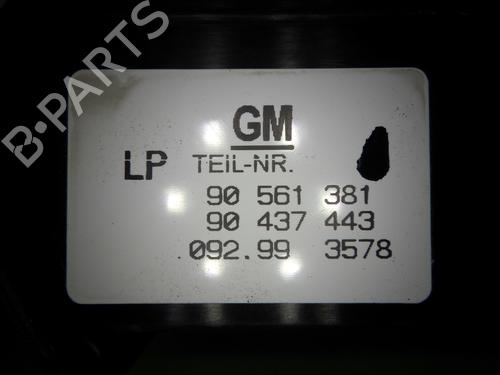 B-PARTS
GM
LP TEIL-NR.
90 561 381
90 437 443
092.99 3578